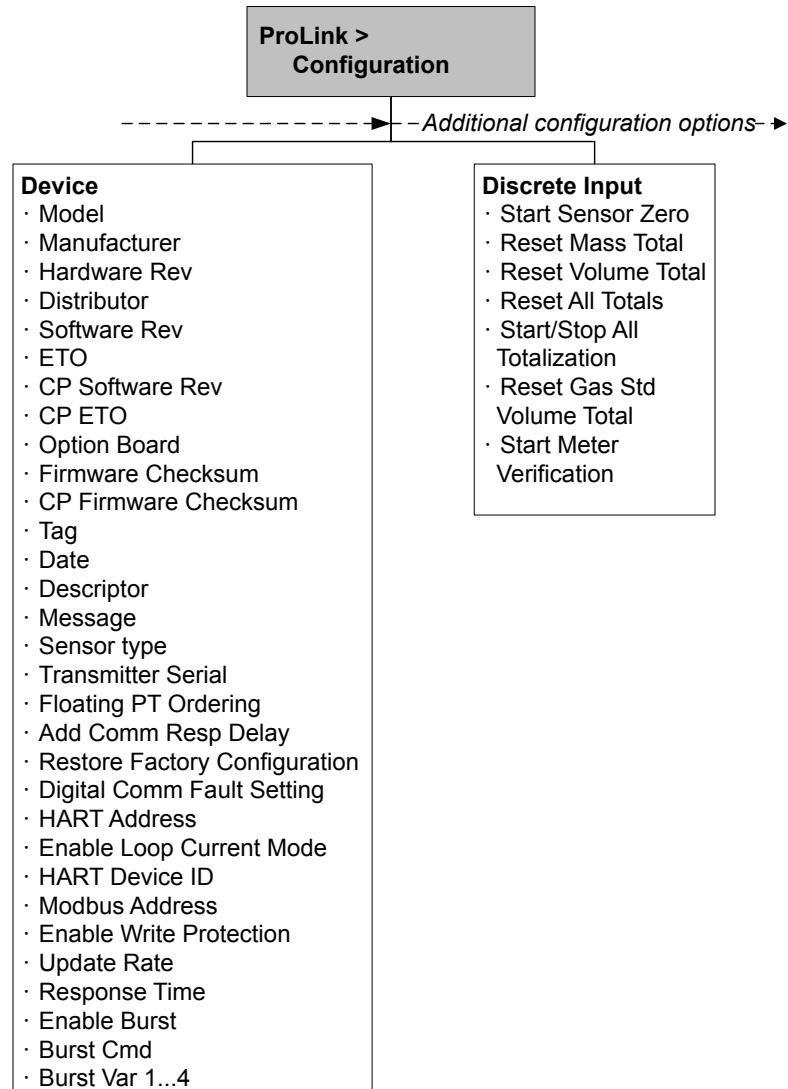 ProLink >
Configuration
Additional configuration options
Device
· Model
· Manufacturer
· Hardware Rev
· Distributor
· Software Rev
· ETO
· CP Software Rev
· CP ETO
· Option Board
· Firmware Checksum
· CP Firmware Checksum
· Tag
· Date
· Descriptor
· Message
· Sensor type
· Transmitter Serial
· Floating PT Ordering
· Add Comm Resp Delay
· Restore Factory Configuration
· Digital Comm Fault Setting
· HART Address
· Enable Loop Current Mode
· HART Device ID
· Modbus Address
· Enable Write Protection
· Update Rate
· Response Time
· Enable Burst
· Burst Cmd
· Burst Var 1...4
Discrete Input
· Start Sensor Zero
· Reset Mass Total
· Reset Volume Total
· Reset All Totals
· Start/Stop All
Totalization
· Reset Gas Std
Volume Total
· Start Meter
Verification